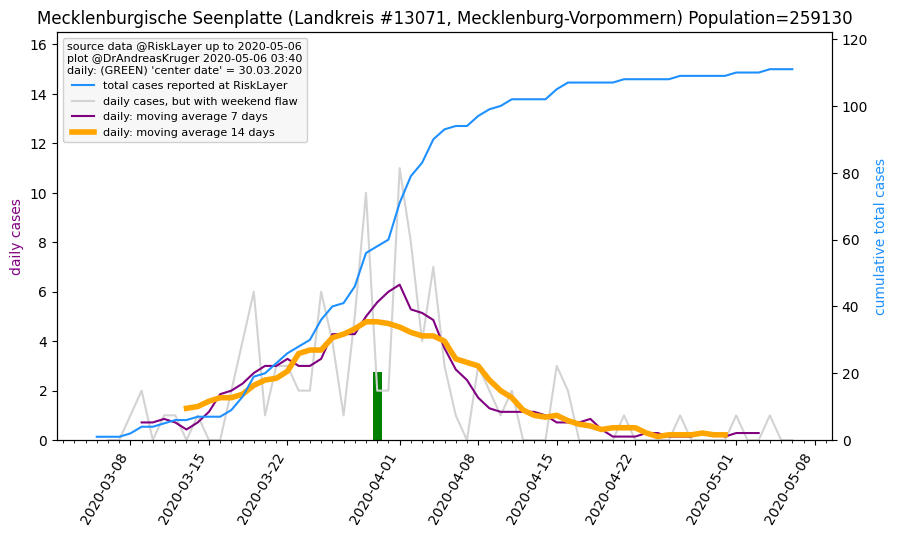 Mecklenburgische Seenplatte (Landkreis #13071, Mecklenburg-Vorpommern) Population=259130
source data @RiskLayer up to 2020-05-06
plot @DrAndreasKruger 2020-05-06 03:40
daily: (GREEN) 'center date' = 30.03.2020
total cases reported at RiskLayer
daily cases, but with weekend flaw
daily: moving average 7 days
daily: moving average 14 days
daily cases
16
14
12
10
8
6
4
2
0
cumulative total cases
120
100
80
60
40
20
0
2020-03-08
2020-03-15
2020-03-22
2020-04-01
2020-04-08
2020-04-15
2020-04-22
2020-05-01
2020-05-08